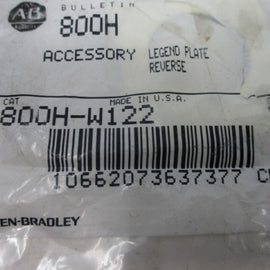 BULLETIN
AB 800H
ACCESSORY LEGEND PLATE
REVERSE
CAT MADE IN U.S.A.
800H-W122
10662073637377
EN-BRADLEY